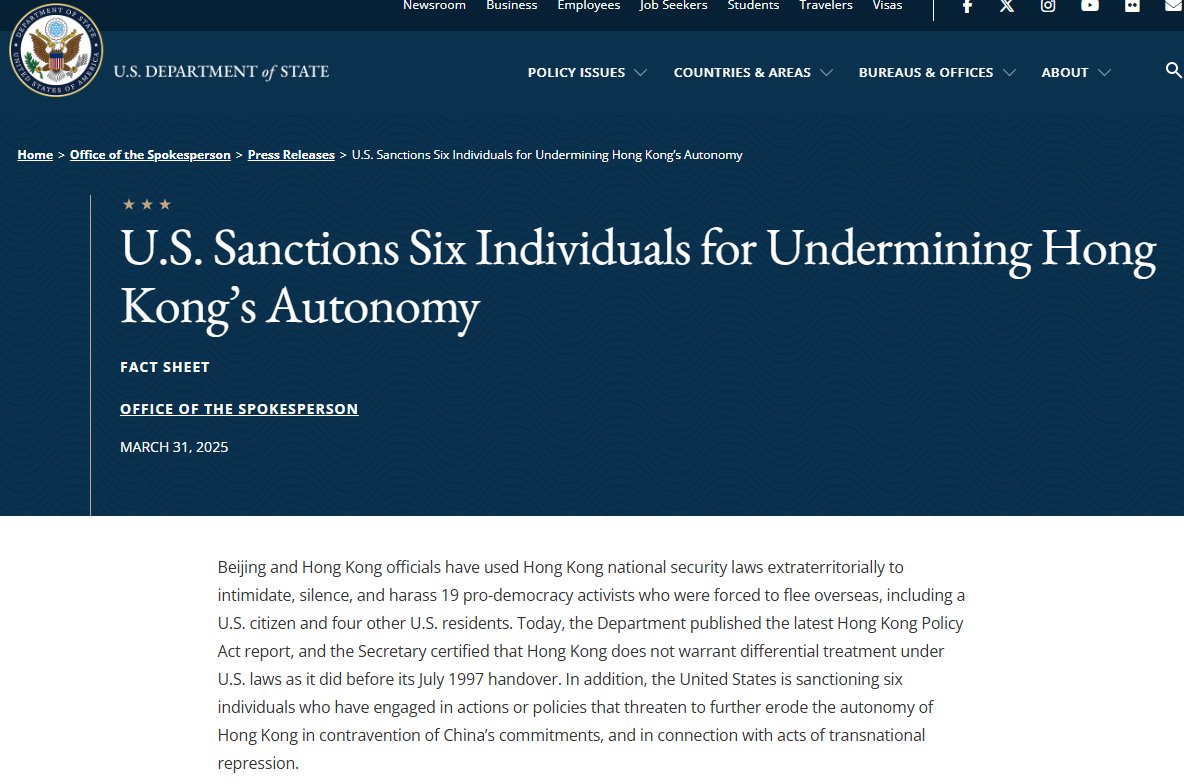 Newsroom Business Employees Job Seekers Students Travelers Visas
U.S. DEPARTMENT of STATE
POLICY ISSUES COUNTRIES & AREAS BUREAUS & OFFICES ABOUT
Home > Office of the Spokesperson > Press Releases > U.S. Sanctions Six Individuals for Undermining Hong Kong's Autonomy
U.S. Sanctions Six Individuals for Undermining Hong
Kong's Autonomy
FACT SHEET
OFFICE OF THE SPOKESPERSON
MARCH 31, 2025
Beijing and Hong Kong officials have used Hong Kong national security laws extraterritorially to
intimidate, silence, and harass 19 pro-democracy activists who were forced to flee overseas, including a
U.S. citizen and four other U.S. residents. Today, the Department published the latest Hong Kong Policy
Act report, and the Secretary certified that Hong Kong does not warrant differential treatment under
U.S. laws as it did before its July 1997 handover. In addition, the United States is sanctioning six
individuals who have engaged in actions or policies that threaten to further erode the autonomy of
Hong Kong in contravention of China's commitments, and in connection with acts of transnational
repression.